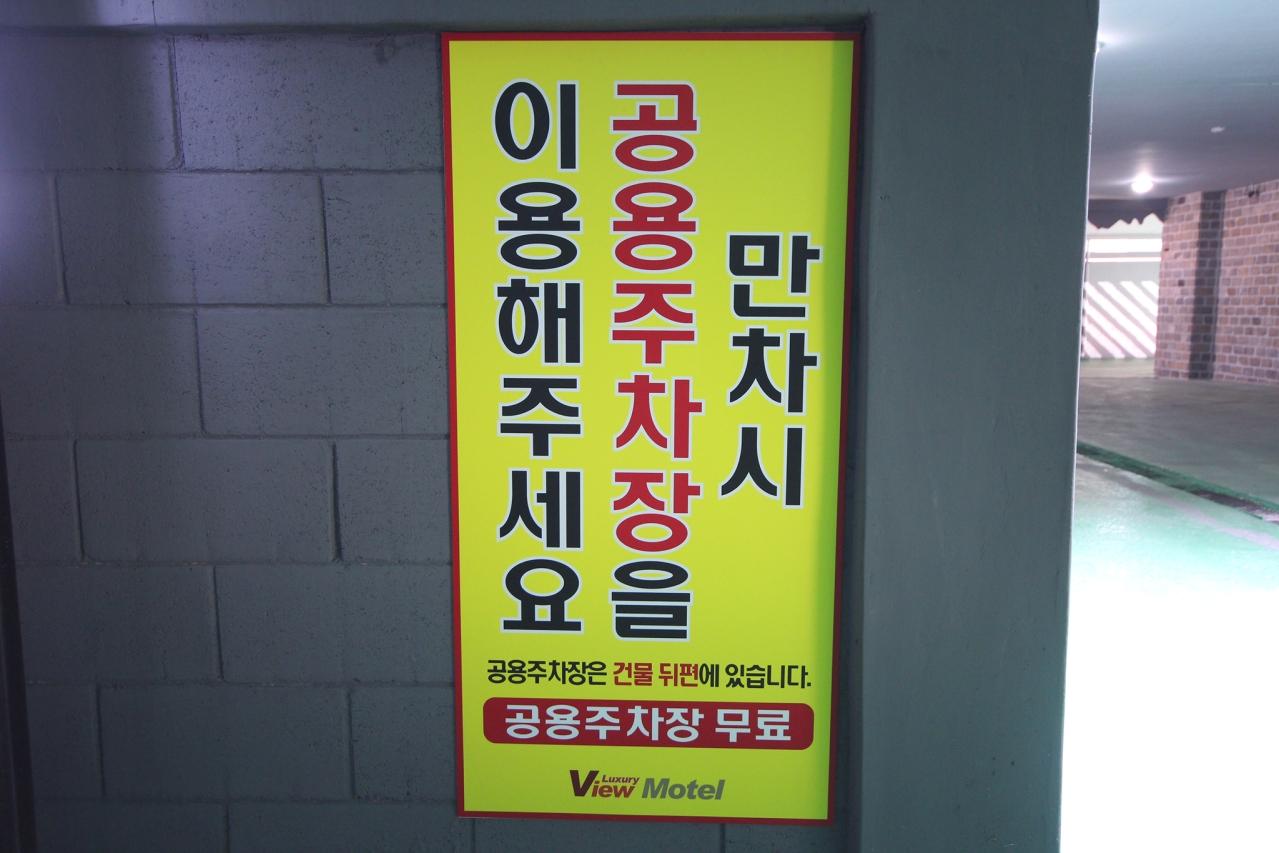 만차시
공용주차장을
이용해주세요
공용주차장은 건물 뒤편에 있습니다.
공용주차장 무료
Luxury
View Motel